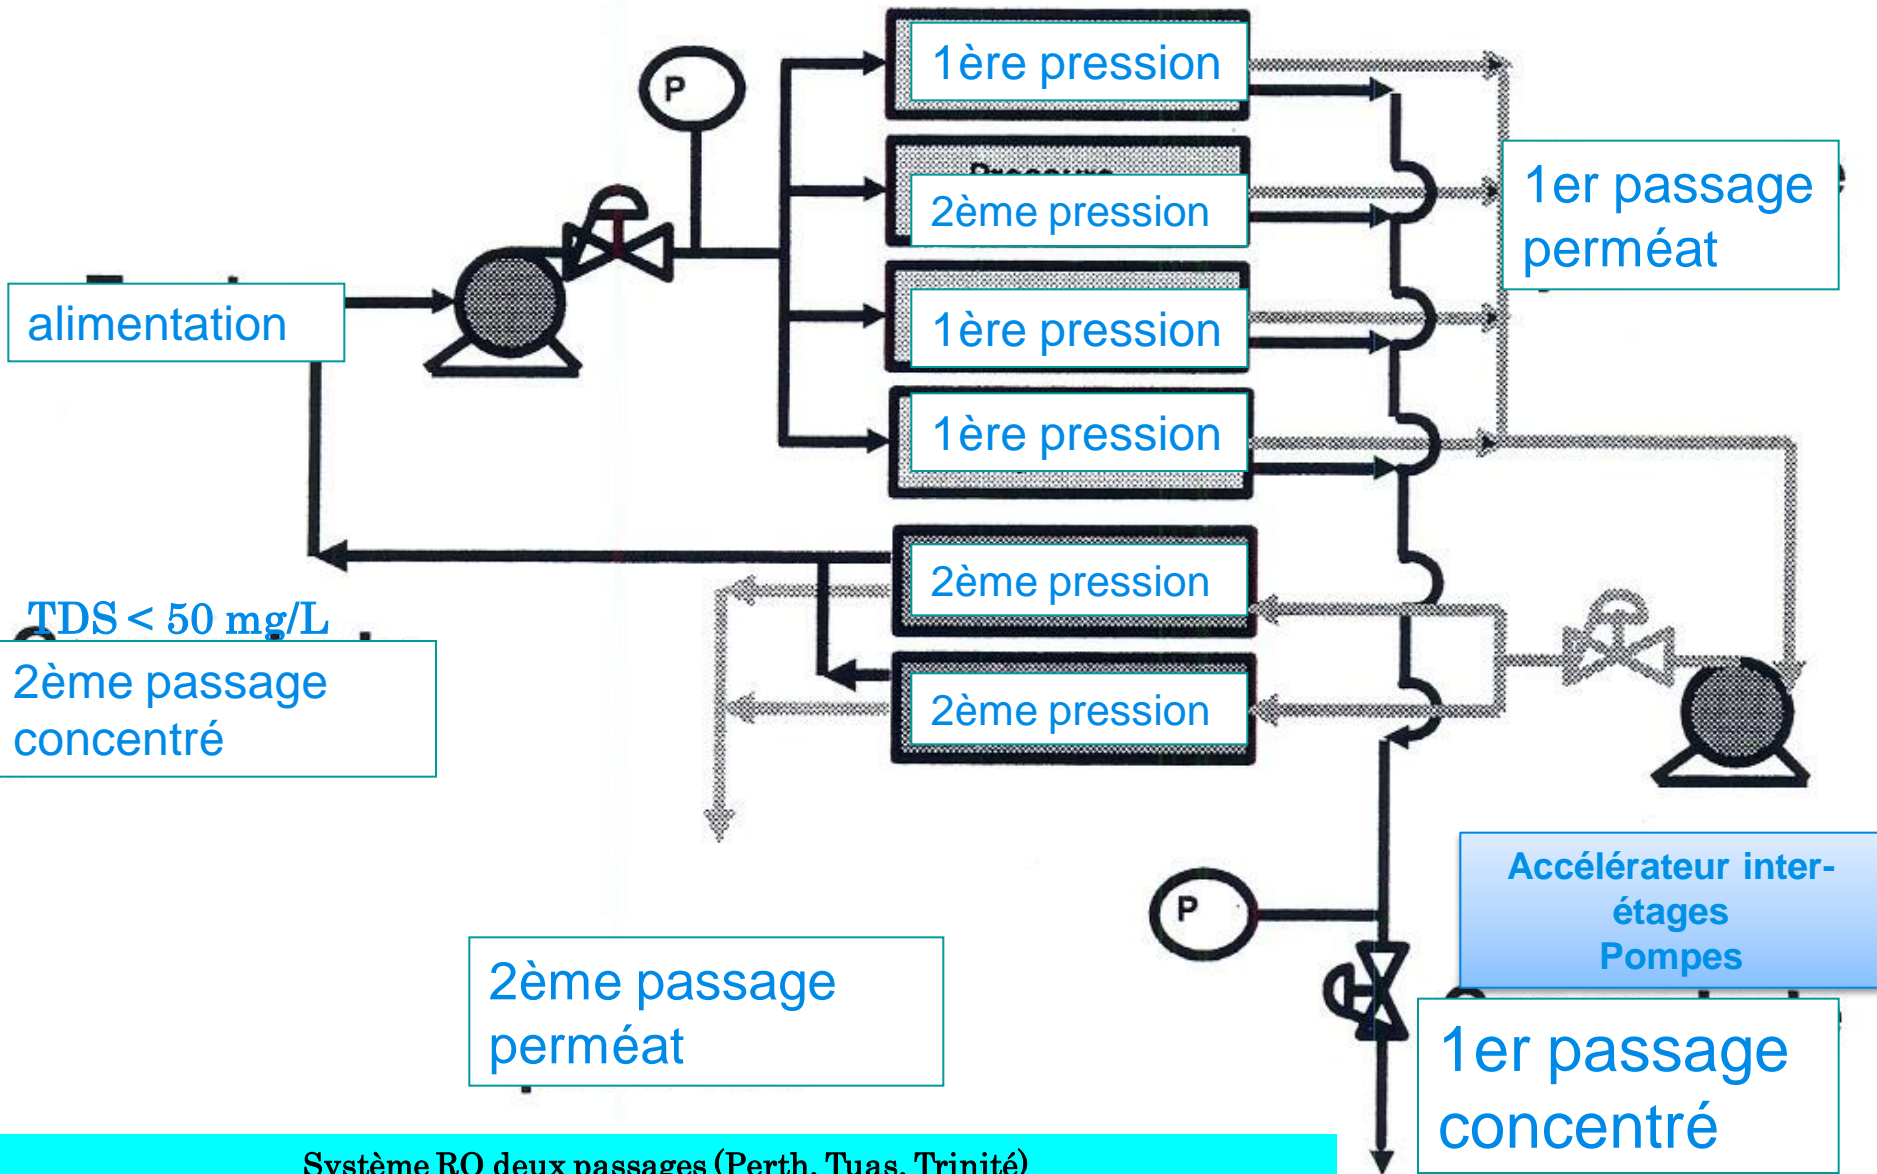 P
1ère pression
2ème pression
1er passage
perméat
alimentation
1ère pression
1ère pression
2ème pression
TDS < 50 mg/L
2ème passage
concentré
2ème pression
Accélérateur inter-
étages
Pompes
P
2ème passage
perméat
1er passage
concentré
Système RO deux passages (Perth, Tuas, Trinité)